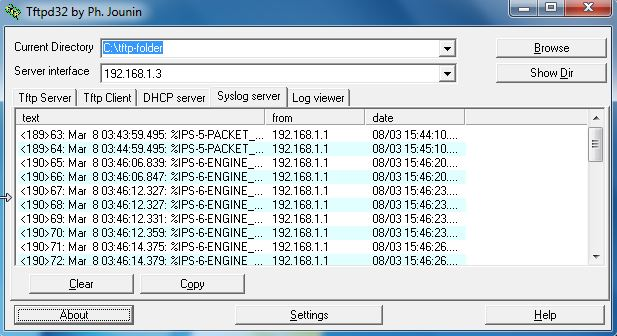 Tftpd32 by Ph. Jounin
Current Directory C:\tftp-folder Browse
Server interface 192.168.1.3 Show Dir
Tftp Server Tftp Client DHCP server Syslog server Log viewer
text from date
<189>63: Mar 8 03:43:59.495: %IPS-5-PACKET_... 192.168.1.1 08/03 15:44:10....
<189>64: Mar 8 03:44:59.495: %IPS-5-PACKET_... 192.168.1.1 08/03 15:45:10....
<190>65: Mar 8 03:46:06.839: %IPS-6-ENGINE_... 192.168.1.1 08/03 15:46:23....
<190>66: Mar 8 03:46:06.847: %IPS-6-ENGINE_... 192.168.1.1 08/03 15:46:23....
<190>67: Mar 8 03:46:12.327: %IPS-6-ENGINE_... 192.168.1.1 08/03 15:46:23....
<190>68: Mar 8 03:46:12.327: %IPS-6-ENGINE_... 192.168.1.1 08/03 15:46:23....
<190>69: Mar 8 03:46:12.331: %IPS-6-ENGINE_... 192.168.1.1 08/03 15:46:23....
<190>70: Mar 8 03:46:12.359: %IPS-6-ENGINE_... 192.168.1.1 08/03 15:46:23....
<190>71: Mar 8 03:46:14.375: %IPS-6-ENGINE_... 192.168.1.1 08/03 15:46:26....
<190>72: Mar 8 03:46:14.379: %IPS-6-ENGINE_... 192.168.1.1 08/03 15:46:26....
Clear Copy
About Settings Help